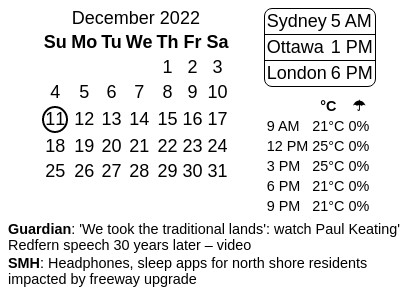 December 2022
Su Mo Tu We Th Fr Sa
1 2 3
4 5 6 7 8 9 10
11 12 13 14 15 16 17
18 19 20 21 22 23 24
25 26 27 28 29 30 31
Sydney 5 AM
Ottawa 1 PM
London 6 PM
°C ☂
9 AM 21°C 0%
12 PM 25°C 0%
3 PM 25°C 0%
6 PM 21°C 0%
9 PM 21°C 0%
Guardian: 'We took the traditional lands': watch Paul Keating'
Redfern speech 30 years later – video
SMH: Headphones, sleep apps for north shore residents
impacted by freeway upgrade